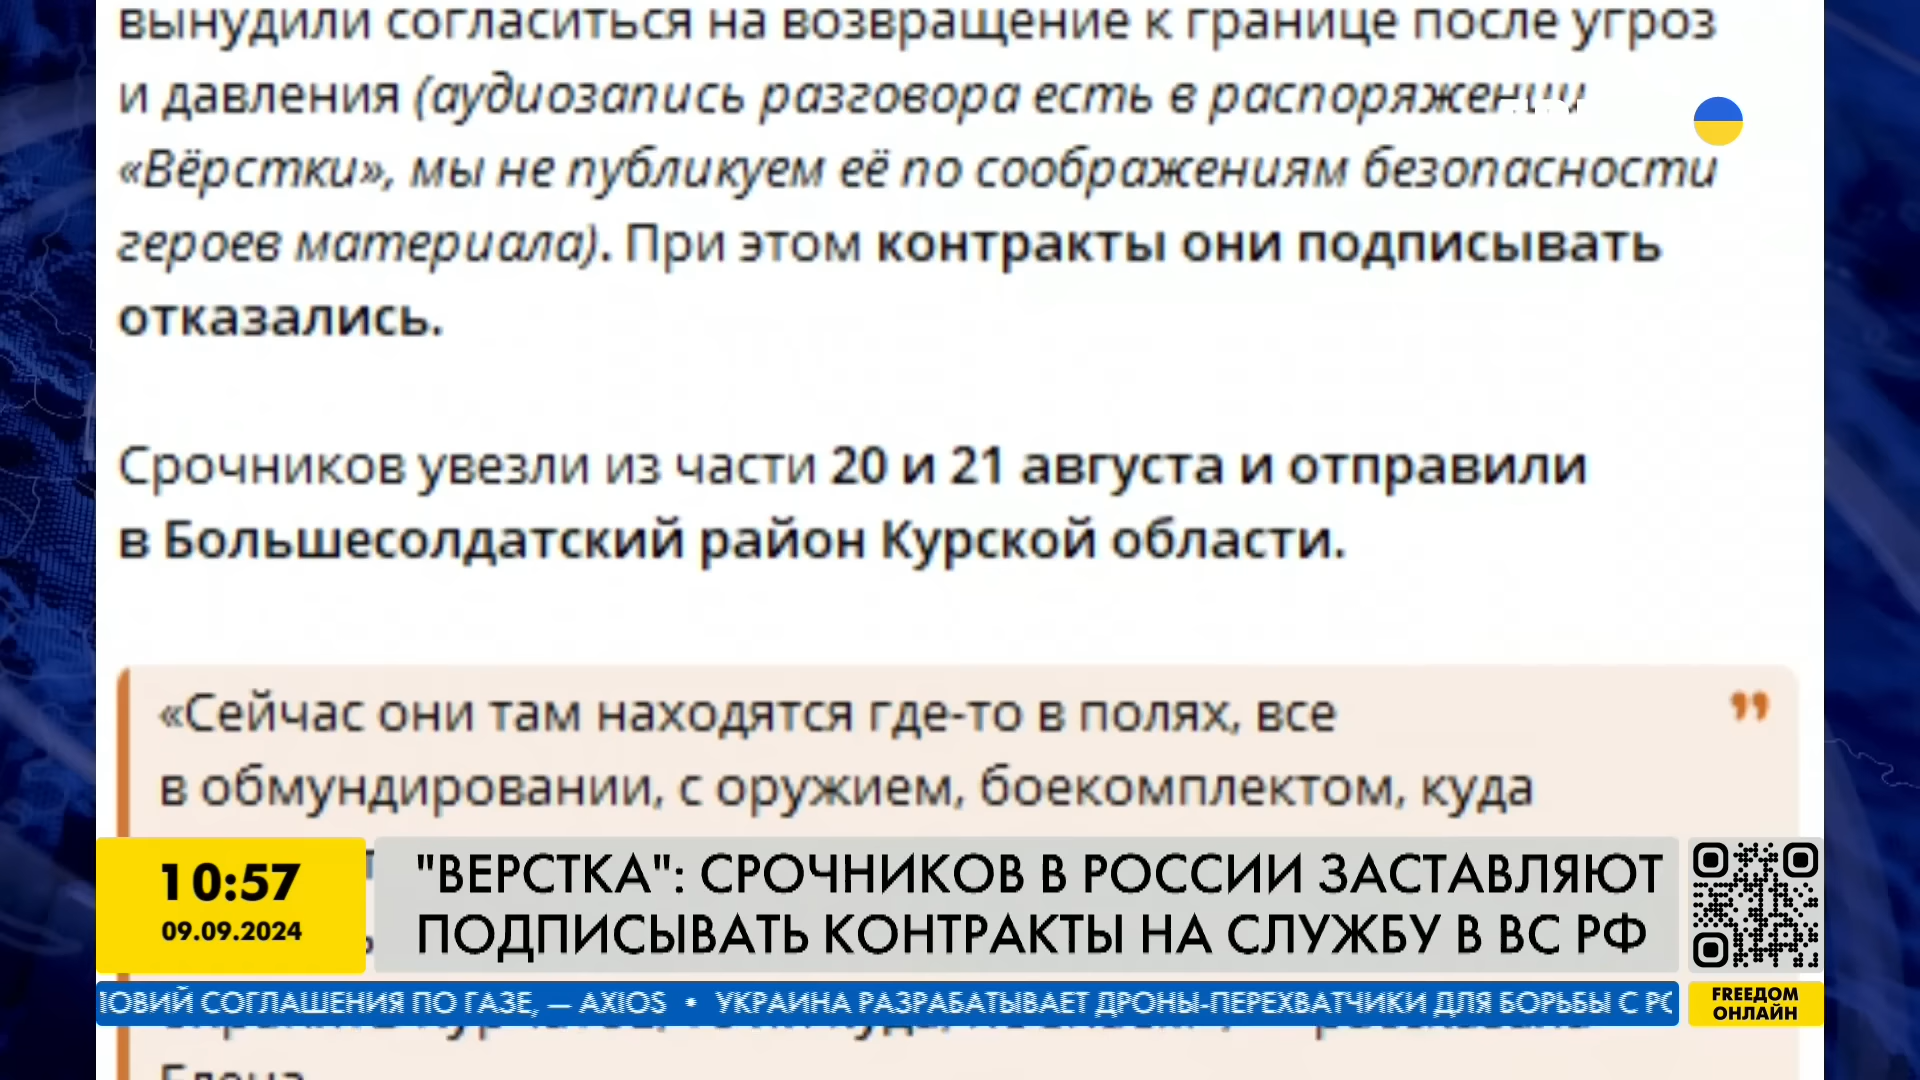 вынудили согласиться на возвращение к границе после угроз
и давления (аудиозапись разговора есть в распоряжении
«Вёрстки», мы не публикуем её по соображениям безопасности
героев материала). При этом контракты они подписывать
отказались.
Срочников увезли из части 20 и 21 августа и отправили
в Большесолдатский район Курской области.
«Сейчас они там находятся где-то в полях, все
в обмундировании, с оружием, боекомплектом, куда
10:57
09.09.2024
"ВЕРСТКА": СРОЧНИКОВ В РОССИИ ЗАСТАВЛЯЮТ
ПОДПИСЫВАТЬ КОНТРАКТЫ НА СЛУЖБУ В ВС РФ
СОГЛАШЕНИЯ ПО ГАЗЕ, — AXIOS • УКРАИНА РАЗРАБАТЫВАЕТ ДРОНЫ-ПЕРЕХВАТЧИКИ ДЛЯ БОРЬБЫ С
FREEДОМ
ОНЛАЙН